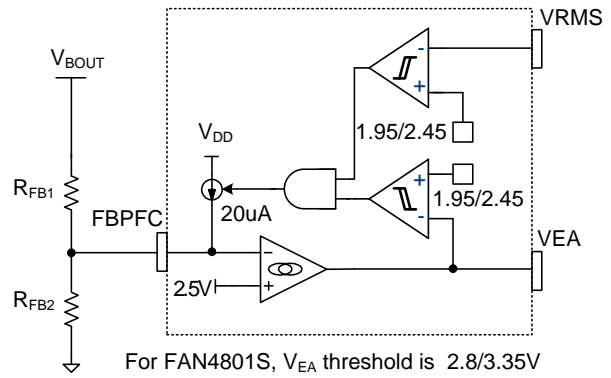 VRMS
VBOUT
-
+
1.95/2.45
VDD
RFB1
20uA
+
1.95/2.45
-
FBPFC
VEA
−
2.5V
+
RFB2
For FAN4801S, VEA threshold is 2.8/3.35V